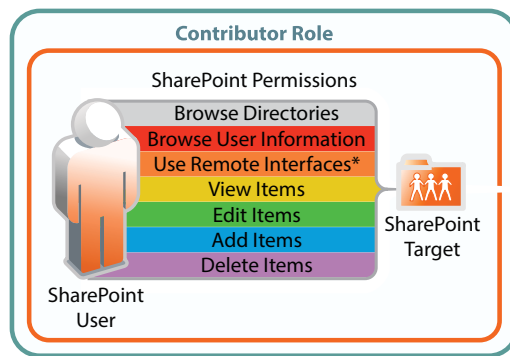 Contributor Role
SharePoint Permissions
Browse Directories
Browse User Information
Use Remote Interfaces*
View Items
Edit Items
Add Items
Delete Items
SharePoint
User
SharePoint
Target